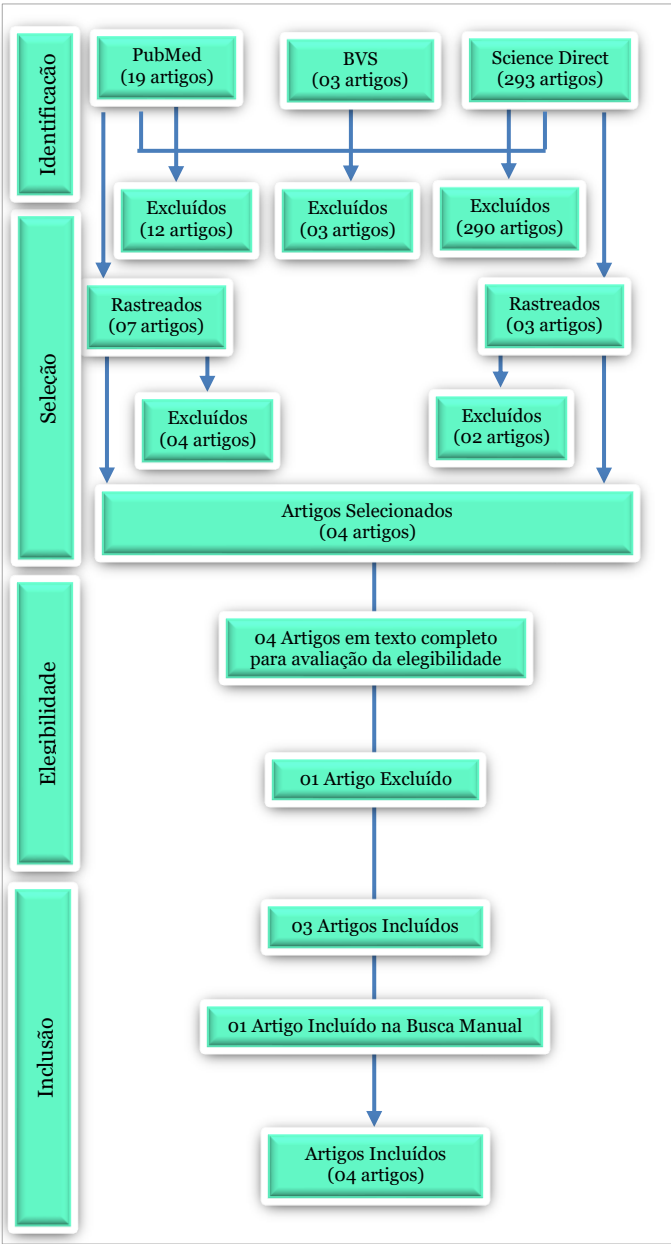 Identificação
PubMed
(19 artigos)
BVS
(03 artigos)
Science Direct
(293 artigos)
Excluídos
(12 artigos)
Excluídos
(03 artigos)
Excluídos
(290 artigos)
Seleção
Rastreados
(07 artigos)
Rastreados
(03 artigos)
Excluídos
(04 artigos)
Excluídos
(02 artigos)
Artigos Selecionados
(04 artigos)
Elegibilidade
04 Artigos em texto completo
para avaliação da elegibilidade
01 Artigo Excluído
Inclusão
03 Artigos Incluídos
01 Artigo Incluído na Busca Manual
Artigos Incluídos
(04 artigos)